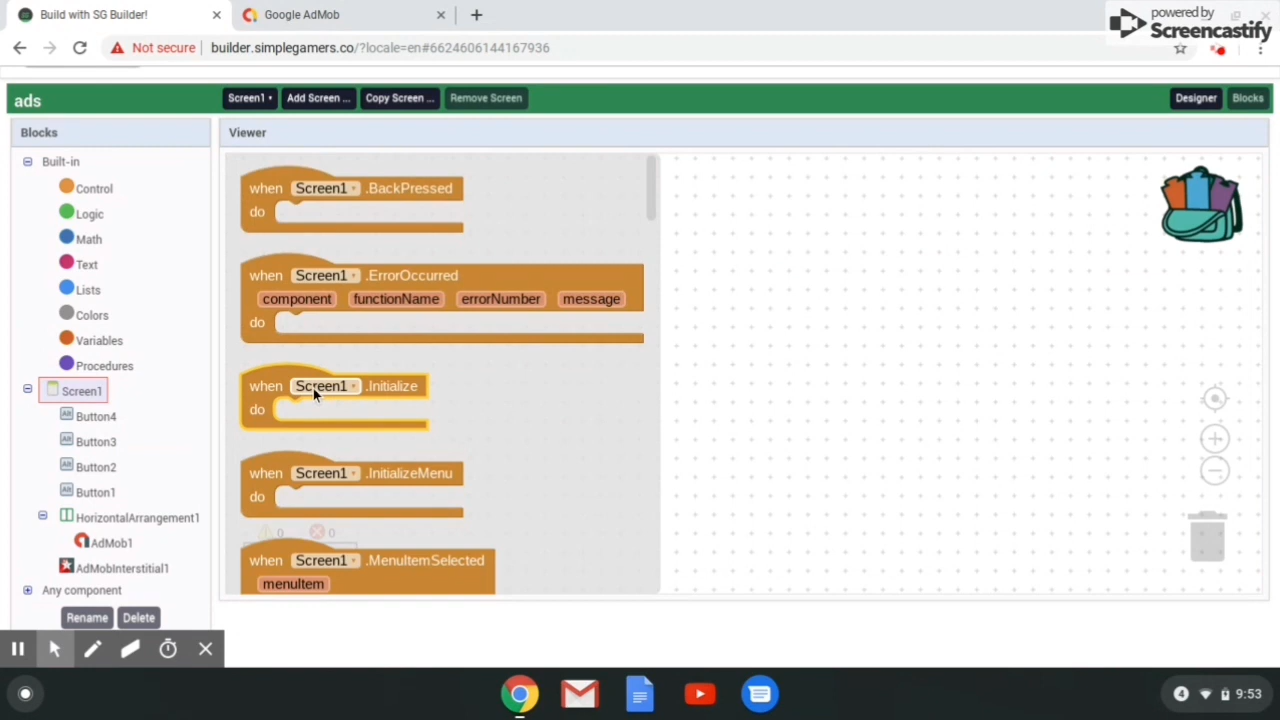 Build with SG Builder!
Google AdMob
powered by
Screencastify
Not secure
builder.simplegamers.co/?locale=en#6624606144167936
ads
Screen1
Add Screen ...
Copy Screen ...
Remove Screen
Designer
Blocks
Blocks
Viewer
Built-in
Control
Logic
Math
Text
Lists
Colors
Variables
Procedures
Screen1
Button4
Button3
Button2
Button1
HorizontalArrangement1
AdMob1
AdMobInterstitial1
Any component
Rename
Delete
when Screen1 .BackPressed
do
when Screen1 .ErrorOccurred
component functionName errorNumber message
do
when Screen1 .Initialize
do
when Screen1 .InitializeMenu
do
0 0
when Screen1 .MenuItemSelected
menuItem
4 9:53